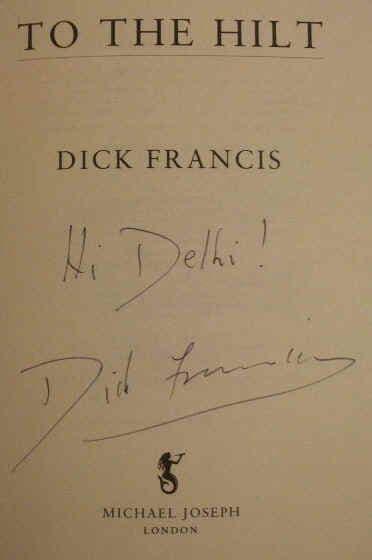 TO THE HILT
DICK FRANCIS
Hi Delhi!
Dick Francis
MICHAEL JOSEPH
LONDON